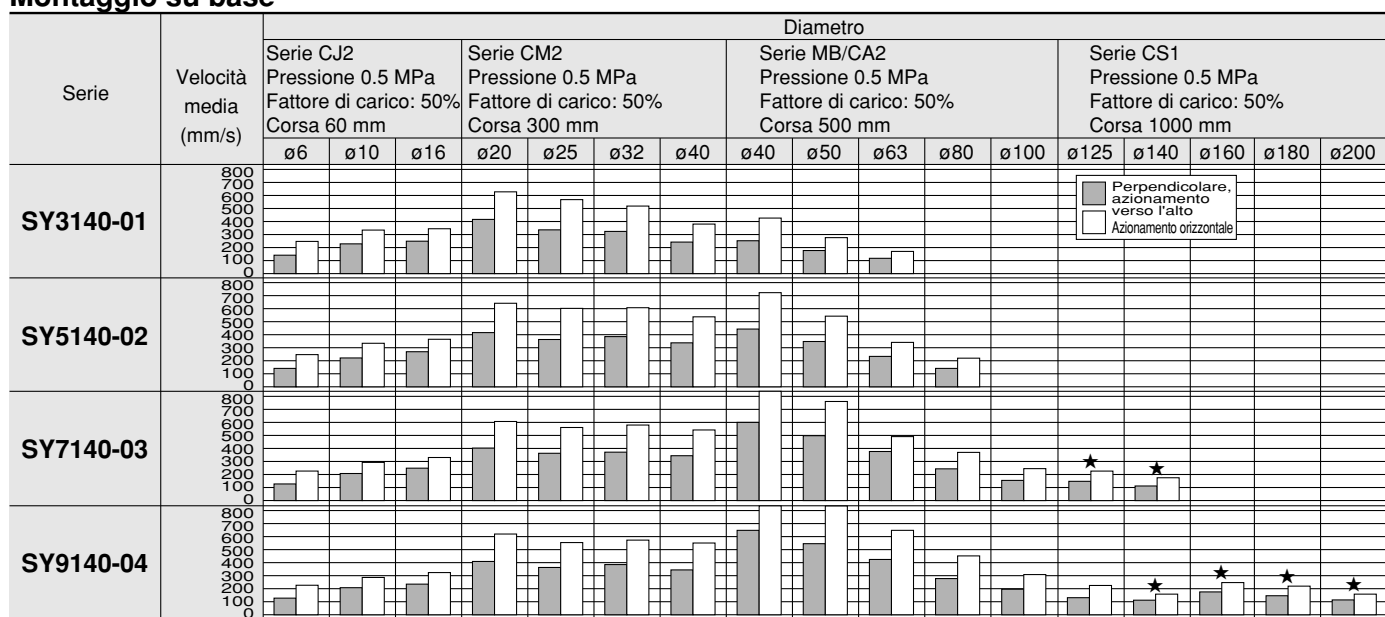 Montaggio su base
Diametro
Serie
Velocità
media
(mm/s)
Serie CJ2
Pressione 0.5 MPa
Fattore di carico: 50%
Corsa 60 mm
Serie CM2
Pressione 0.5 MPa
Fattore di carico: 50%
Corsa 300 mm
Serie MB/CA2
Pressione 0.5 MPa
Fattore di carico: 50%
Corsa 500 mm
Serie CS1
Pressione 0.5 MPa
Fattore di carico: 50%
Corsa 1000 mm
ø6 ø10 ø16 ø20 ø25 ø32 ø40 ø40 ø50 ø63 ø80 ø100 ø125 ø140 ø160 ø180 ø200
SY3140-01
800
700
600
500
400
300
200
100
0
Perpendicolare,
azionamento
verso l'alto
Azionamento orizzontale
SY5140-02
800
700
600
500
400
300
200
100
0
SY7140-03
800
700
600
500
400
300
200
100
0
★ ★
SY9140-04
800
700
600
500
400
300
200
100
0
★ ★ ★ ★